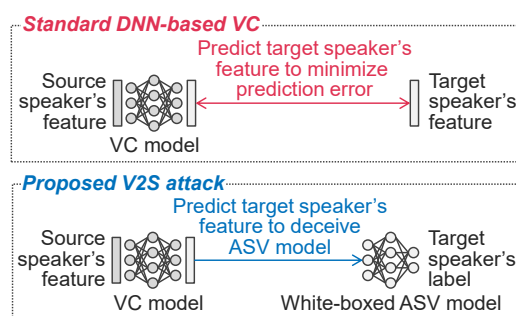 Standard DNN-based VC
Predict target speaker's
feature to minimize
prediction error
Source
speaker's
feature
VC model
Target
speaker's
feature
Proposed V2S attack
Predict target speaker's
feature to deceive
ASV model
Source
speaker's
feature
VC model
White-boxed ASV model
Target
speaker's
label